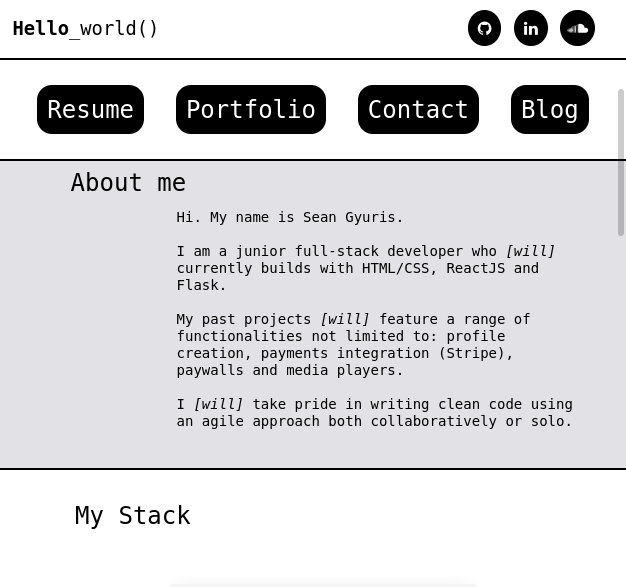 Hello_world()
in
Resume Portfolio Contact Blog
About me
Hi. My name is Sean Gyuris.
I am a junior full-stack developer who [will]
currently builds with HTML/CSS, ReactJS and
Flask.
My past projects [will] feature a range of
functionalities not limited to: profile
creation, payments integration (Stripe),
paywalls and media players.
I [will] take pride in writing clean code using
an agile approach both collaboratively or solo.
My Stack